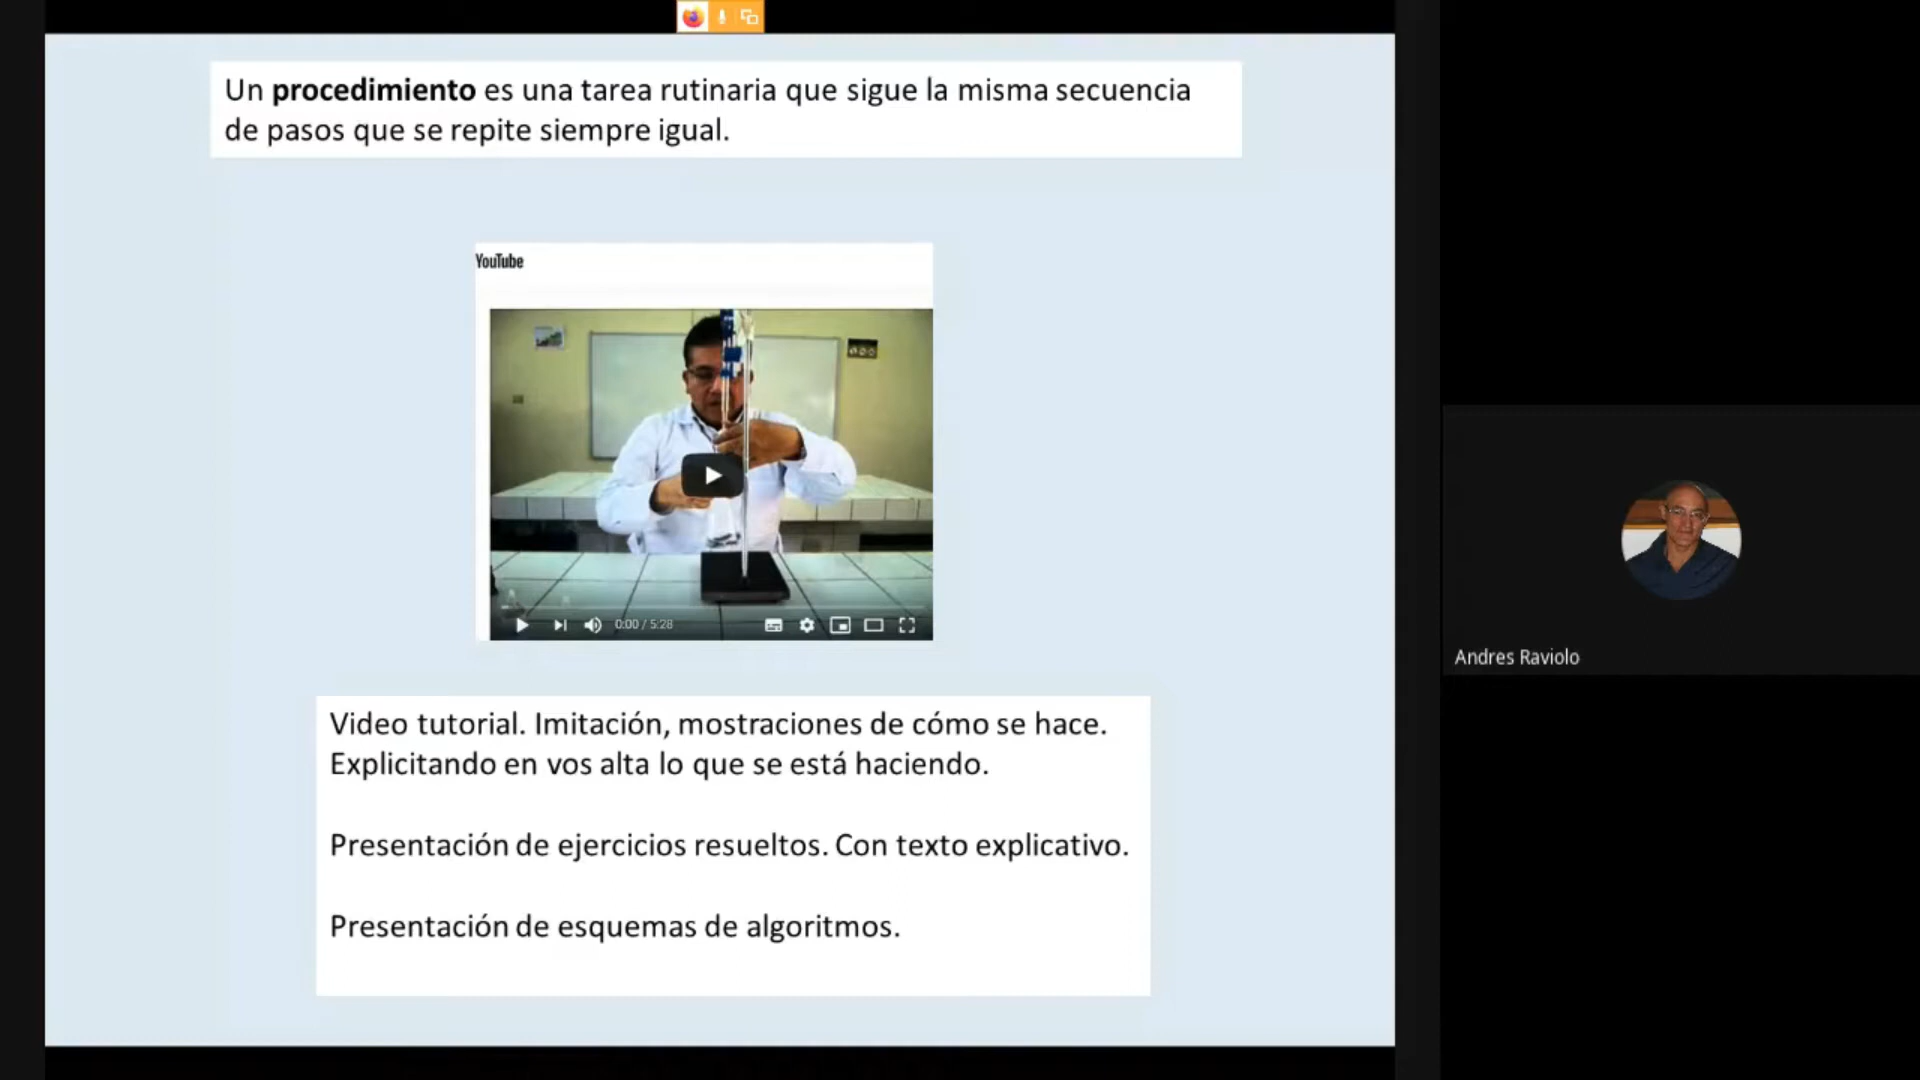 Un procedimiento es una tarea rutinaria que sigue la misma secuencia
de pasos que se repite siempre igual.
YouTube
0:00 / 5:28
Video tutorial. Imitación, mostraciones de cómo se hace.
Explicitando en vos alta lo que se está haciendo.
Presentación de ejercicios resueltos. Con texto explicativo.
Presentación de esquemas de algoritmos.
Andres Raviolo